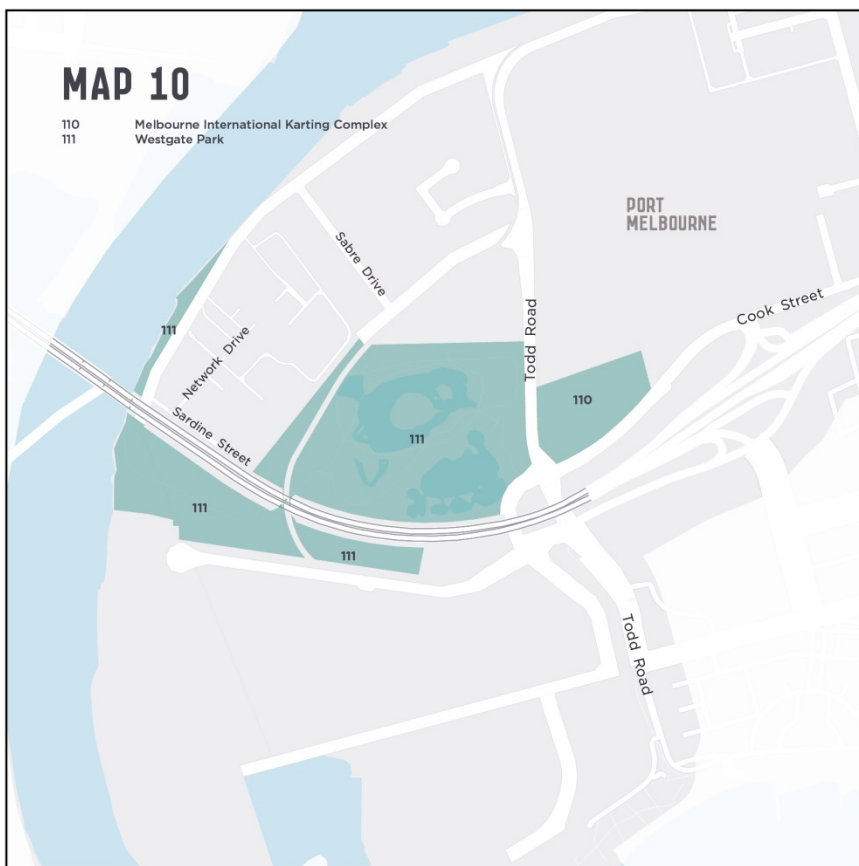 MAP 10
110 Melbourne International Karting Complex
111 Westgate Park
PORT
MELBOURNE
Sabre Drive
Cook Street
Todd Road
111
Network Drive
110
Sardine Street
111
111
111
Todd Road